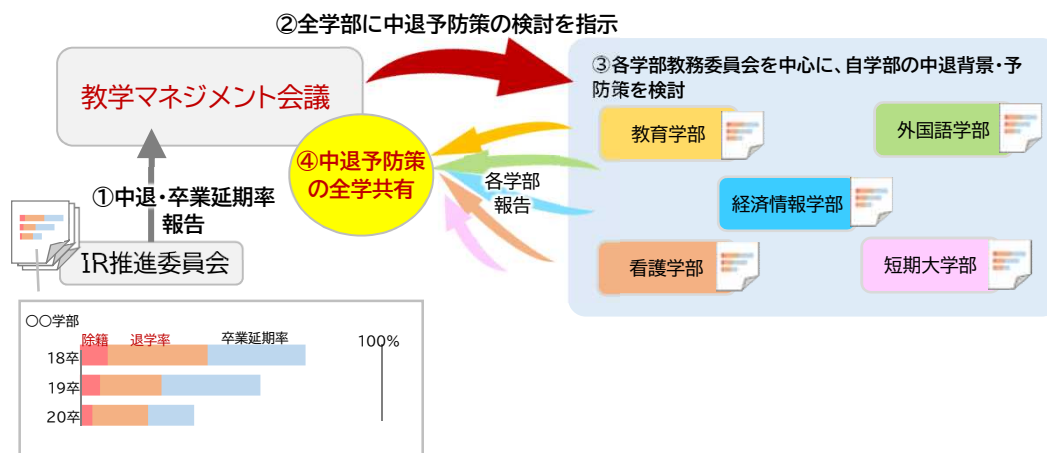 ②全学部に中退予防策の検討を指示
教学マネジメント会議
③各学部教務委員会を中心に、自学部の中退背景・予
防策を検討
教育学部
外国語学部
経済情報学部
看護学部
短期大学部
④中退予防策
の全学共有
各学部
報告
①中退・卒業延期率
報告
IR推進委員会
〇〇学部
除籍 退学率 卒業延期率 100%
18卒
19卒
20卒